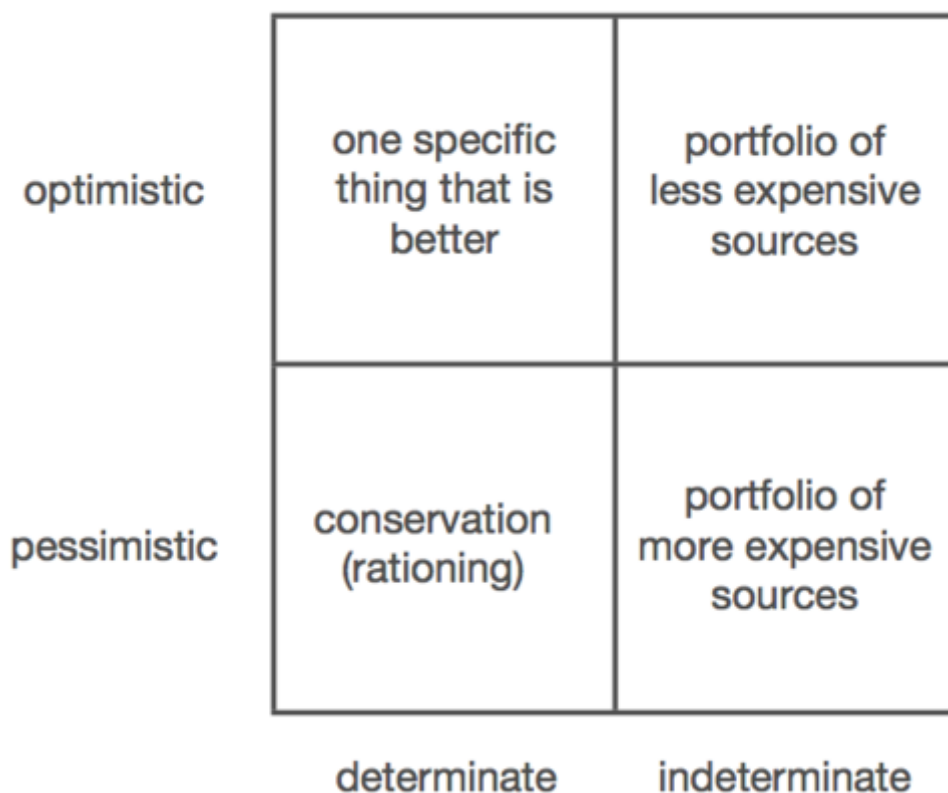 optimistic
one specific
thing that is
better
portfolio of
less expensive
sources
pessimistic
conservation
(rationing)
portfolio of
more expensive
sources
determinate
indeterminate